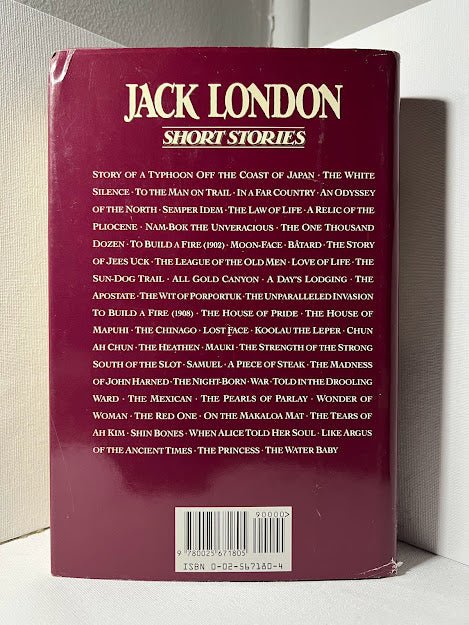 JACK LONDON
SHORT STORIES
STORY OF A TYPHOON OFF THE COAST OF JAPAN · THE WHITE
SILENCE · TO THE MAN ON TRAIL · IN A FAR COUNTRY · AN ODYSSEY
OF THE NORTH · SEMPER IDEM · THE LAW OF LIFE · A RELIC OF THE
PLIOCENE · NAM-BOK THE UNVERACIOUS · THE ONE THOUSAND
DOZEN · TO BUILD A FIRE (1902) · MOON-FACE · BÂTARD · THE STORY
OF JEES UCK · THE LEAGUE OF THE OLD MEN · LOVE OF LIFE · THE
SUN-DOG TRAIL · ALL GOLD CANYON · A DAY'S LODGING · THE
APOSTATE · THE WIT OF PORPORTUK · THE UNPARALLELED INVASION
TO BUILD A FIRE (1908) · THE HOUSE OF PRIDE · THE HOUSE OF
MAPUHI · THE CHINAGO · LOST FACE · KOOLAU THE LEPER · CHUN
AH CHUN · THE HEATHEN · MAUKI · THE STRENGTH OF THE STRONG
SOUTH OF THE SLOT · SAMUEL · A PIECE OF STEAK · THE MADNESS
OF JOHN HARNED · THE NIGHT-BORN · WAR · TOLD IN THE DROOLING
WARD · THE MEXICAN · THE PEARLS OF PARLAY · WONDER OF
WOMAN · THE RED ONE · ON THE MAKALOA MAT · THE TEARS OF
AH KIM · SHIN BONES · WHEN ALICE TOLD HER SOUL · LIKE ARGUS
OF THE ANCIENT TIMES · THE PRINCESS · THE WATER BABY
90000>
9 780025 671805
ISBN 0-02-567180-4